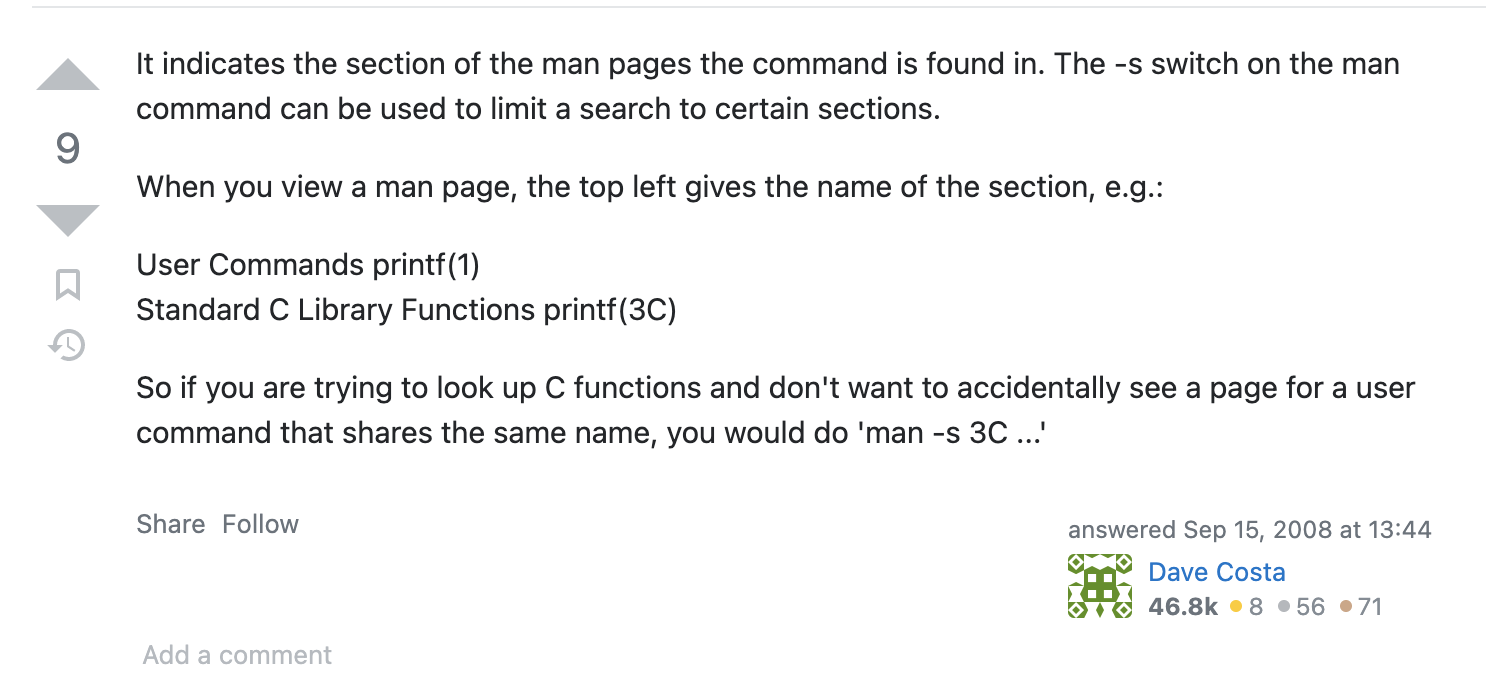 It indicates the section of the man pages the command is found in. The -s switch on the man
command can be used to limit a search to certain sections.
9
When you view a man page, the top left gives the name of the section, e.g.:
User Commands printf(1)
Standard C Library Functions printf(3C)
So if you are trying to look up C functions and don't want to accidentally see a page for a user
command that shares the same name, you would do 'man -s 3C ...'
Share Follow
answered Sep 15, 2008 at 13:44
Dave Costa
46.8k 8 56 71
Add a comment